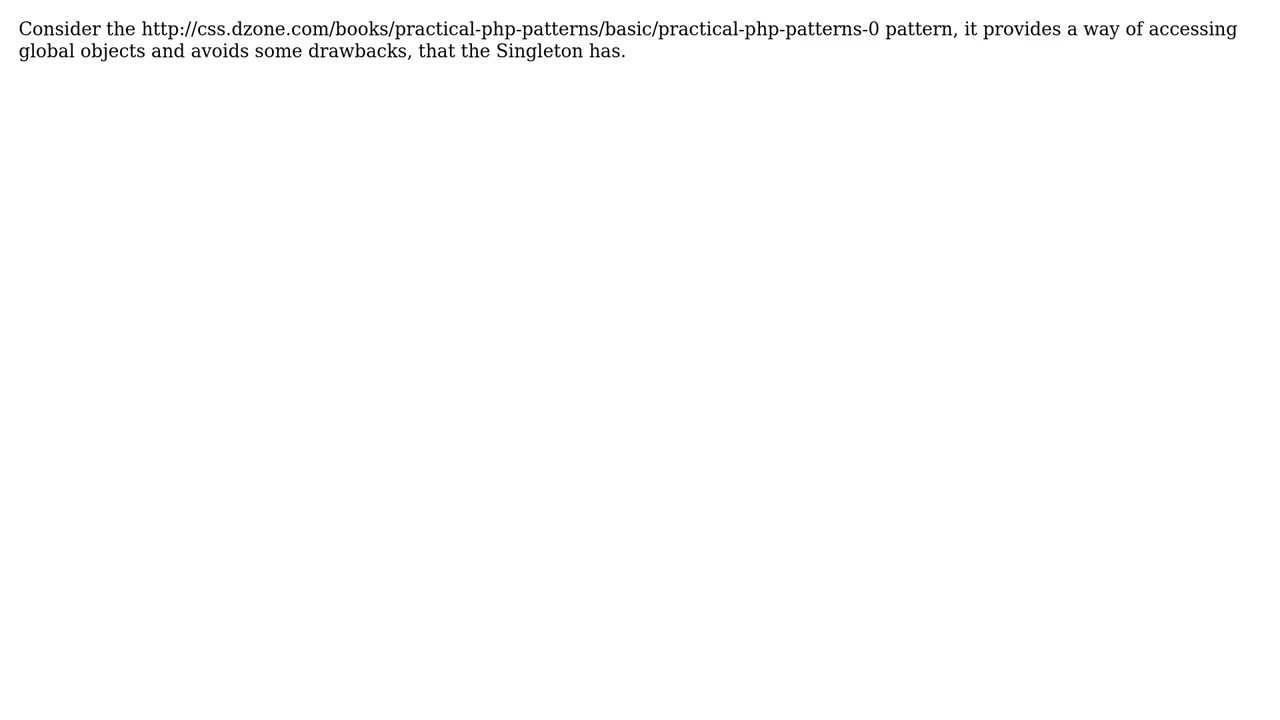 Consider the http://css.dzone.com/books/practical-php-patterns/basic/practical-php-patterns-0 pattern, it provides a way of accessing
global objects and avoids some drawbacks, that the Singleton has.